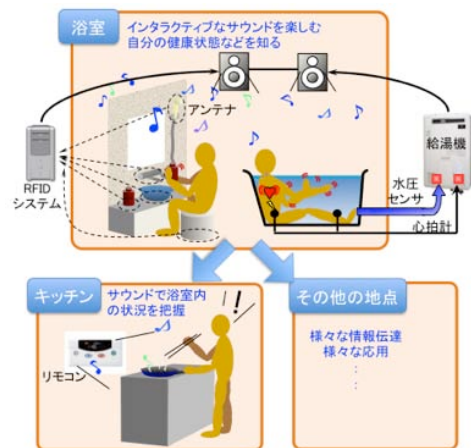 浴室
インタラクティブなサウンドを楽しむ
自分の健康状態などを知る
アンテナ
RFID
システム
給湯機
水圧
センサ
心拍計
キッチン
サウンドで浴室内
の状況を把握
!!
リモコン
その他の地点
様々な情報伝達
様々な応用
:
: